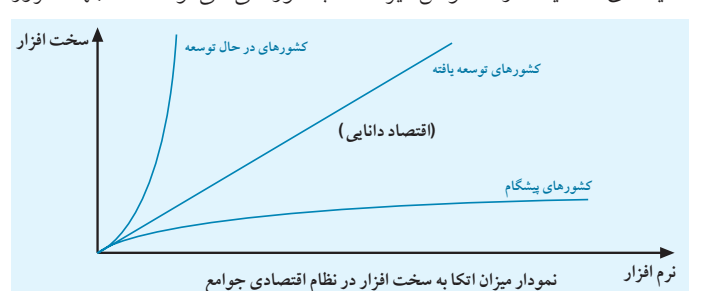 سخت افزار
کشورهای در حال توسعه
کشورهای توسعه یافته
(اقتصاد دانایی)
کشورهای پیشگام
نرم افزار
نمودار میزان اتکا به سخت افزار در نظام اقتصادی جوامع